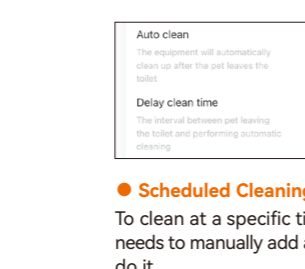 Auto clean
The equipment will automatically
clean up after the pet leaves the
toilet
Delay clean time
The interval between pet leaving
the toilet and performing automatic
cleaning
● Scheduled Cleaning
To clean at a specific ti
needs to manually add a
do it